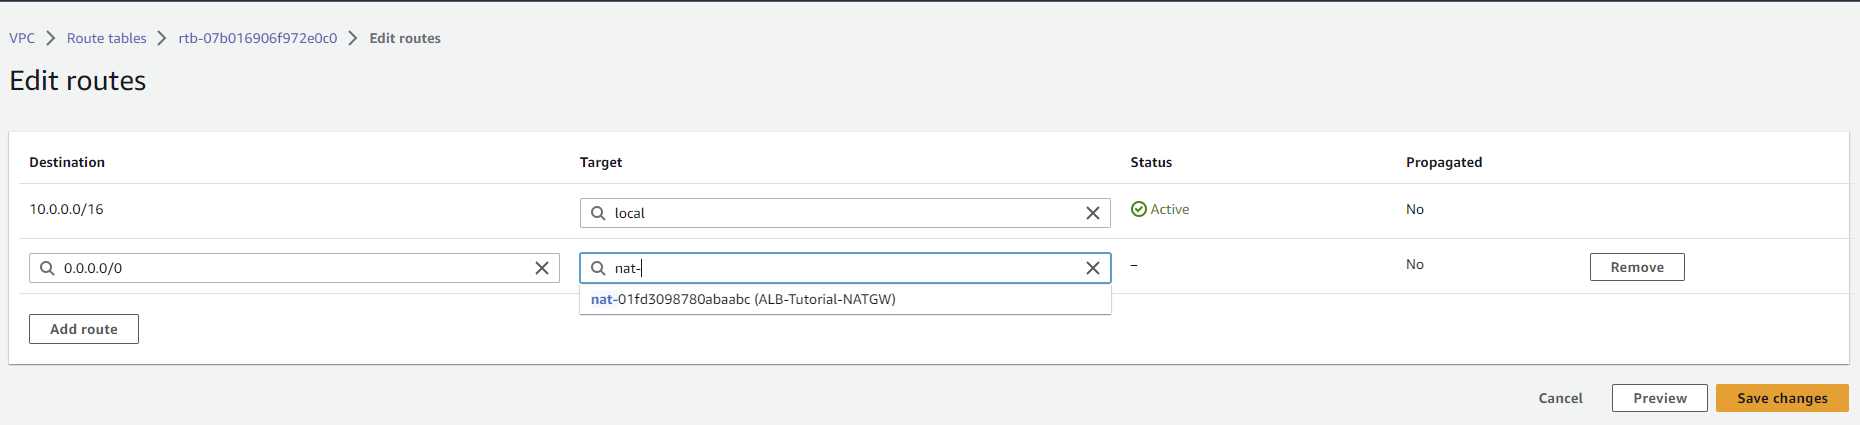 VPC > Route tables > rtb-07b016906f972e0c0 > Edit routes
Edit routes
Destination Target Status Propagated
10.0.0.0/16 local Active No
0.0.0.0/0 nat- – No Remove
nat-01fd3098780abaabc (ALB-Tutorial-NATGW)
Add route
Cancel Preview Save changes